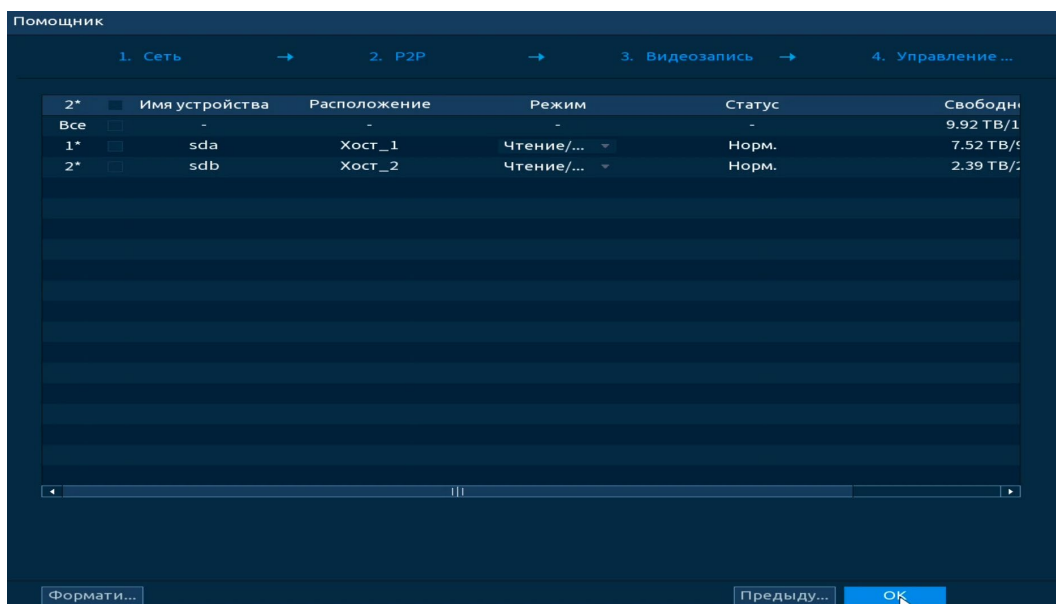 Помощник
1. Сеть → 2. P2P → 3. Видеозапись → 4. Управление ...
2* Имя устройства Расположение Режим Статус Свободн
Все - - - - 9.92 TB/1
1* sda Хост_1 Чтение/... Норм. 7.52 TB/9
2* sdb Хост_2 Чтение/... Норм. 2.39 TB/2
Формати... Предыду... OK